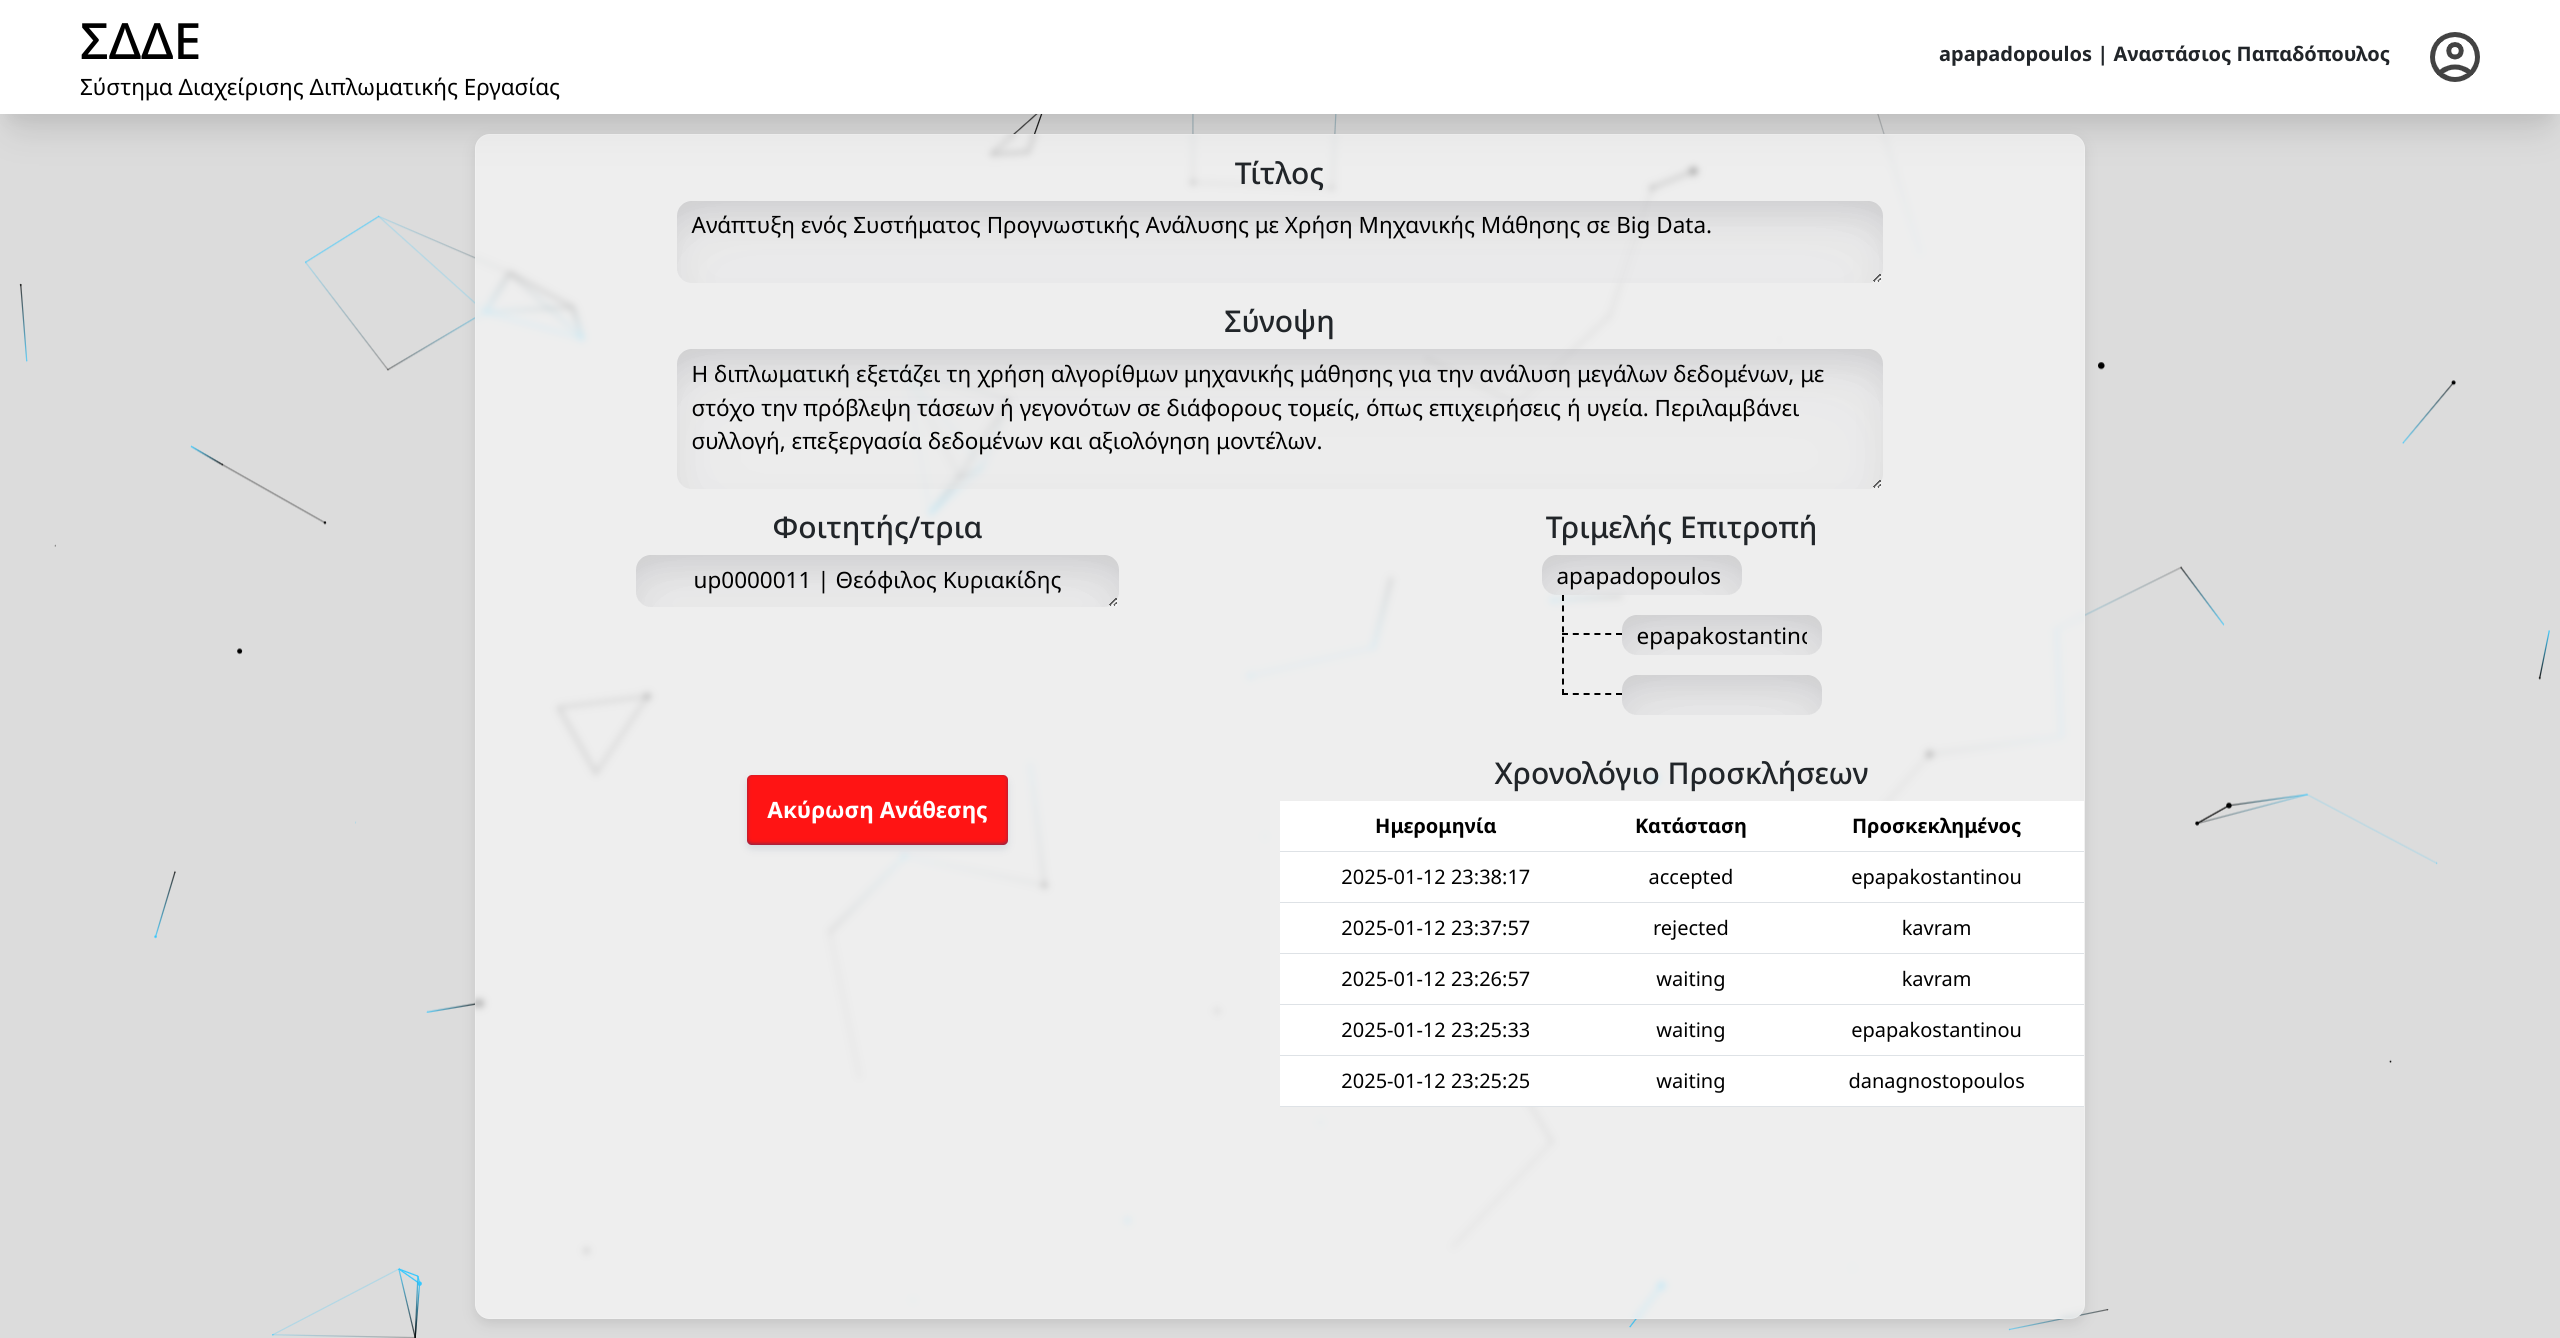 ΣΔΔΕ
Σύστημα Διαχείρισης Διπλωματικής Εργασίας
apapadopoulos | Αναστάσιος Παπαδόπουλος
Τίτλος
Ανάπτυξη ενός Συστήματος Προγνωστικής Ανάλυσης με Χρήση Μηχανικής Μάθησης σε Big Data.
Σύνοψη
Η διπλωματική εξετάζει τη χρήση αλγορίθμων μηχανικής μάθησης για την ανάλυση μεγάλων δεδομένων, με
στόχο την πρόβλεψη τάσεων ή γεγονότων σε διάφορους τομείς, όπως επιχειρήσεις ή υγεία. Περιλαμβάνει
συλλογή, επεξεργασία δεδομένων και αξιολόγηση μοντέλων.
Φοιτητής/τρια
up0000011 | Θεόφιλος Κυριακίδης
Τριμελής Επιτροπή
apapadopoulos
epapakostantinο
Ακύρωση Ανάθεσης
Χρονολόγιο Προσκλήσεων
Ημερομηνία Κατάσταση Προσκεκλημένος
2025-01-12 23:38:17 accepted epapakostantinou
2025-01-12 23:37:57 rejected kavram
2025-01-12 23:26:57 waiting kavram
2025-01-12 23:25:33 waiting epapakostantinou
2025-01-12 23:25:25 waiting danagnostopoulos